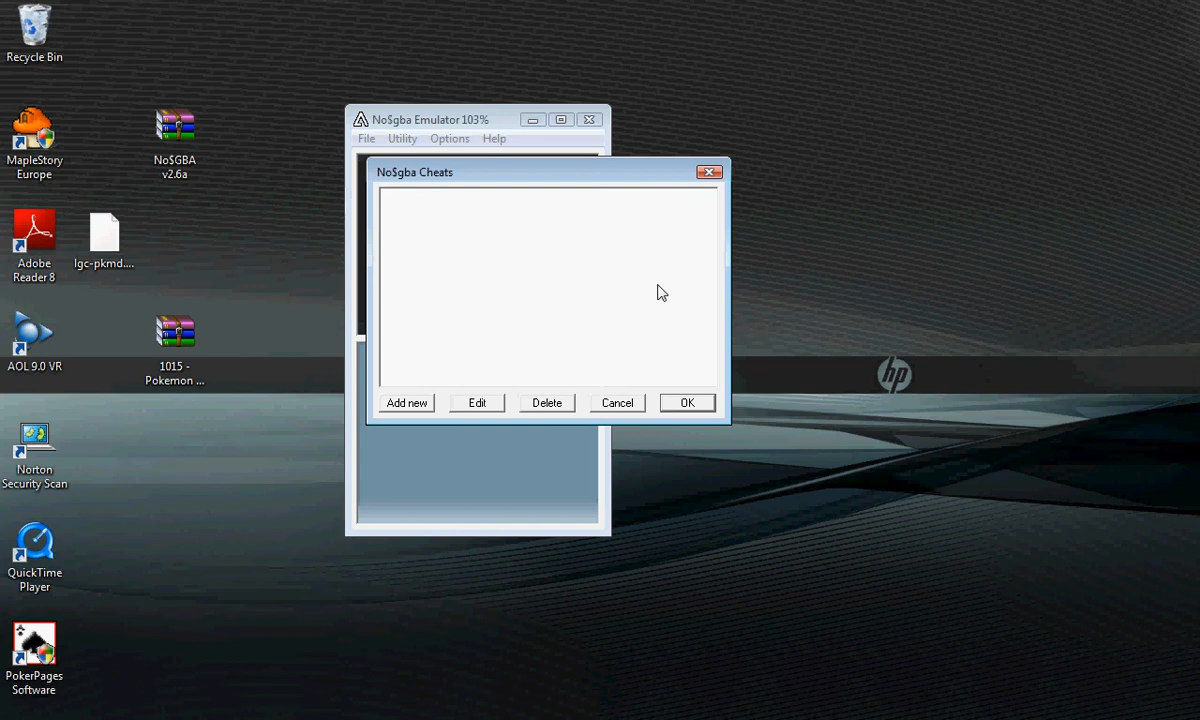 Recycle Bin
MapleStory
Europe
No$GBA
v2.6a
Adobe
Reader 8
lgc-pkmd....
AOL 9.0 VR
1015 -
Pokemon ...
Norton
Security Scan
QuickTime
Player
PokerPages
Software
No$gba Emulator 103%
File Utility Options Help
No$gba Cheats
Add new Edit Delete Cancel OK
hp